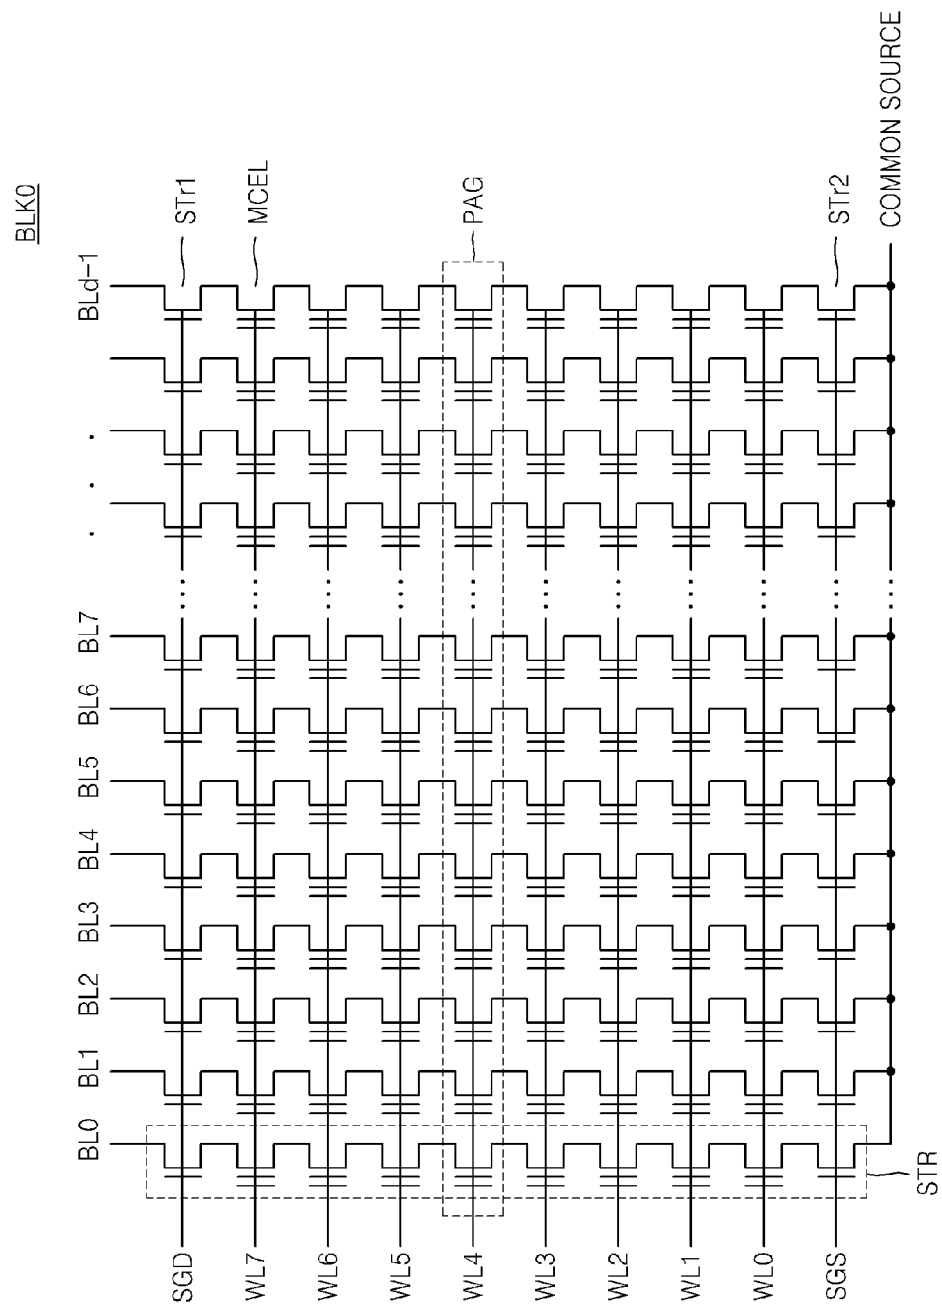 BLK0
BL0 BL1 BL2 BL3 BL4 BL5 BL6 BL7 . . . BLd-1
SGD
STr1
WL7
MCEL
WL6
WL5
WL4
PAG
WL3
WL2
WL1
WL0
SGS
STr2
COMMON SOURCE
STR